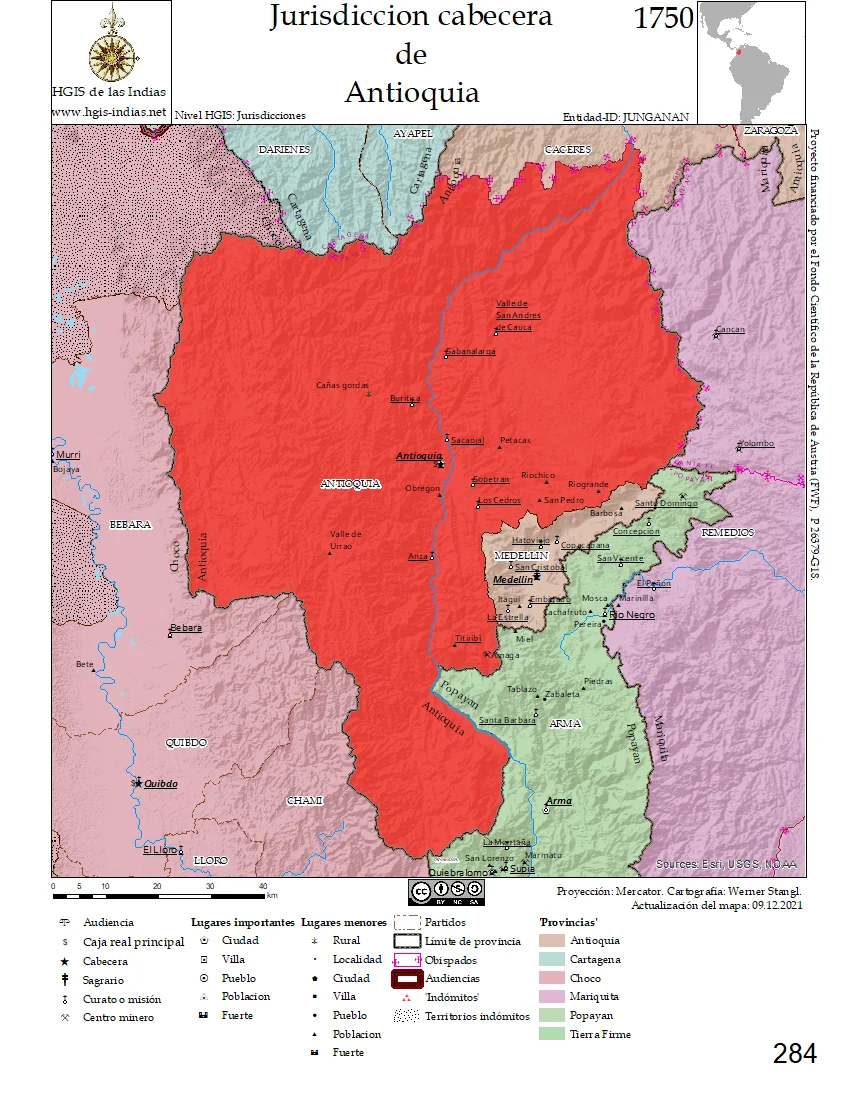 Jurisdiccion cabecera
de
Antioquia
1750
HGIS de las Indias
www.hgis-indias.net
Nivel HGIS: Jurisdicciones
Entidad-ID: JUNGANAN
DARIENES
AYAPEL
CACERES
ZARAGOZA
Cartagena
Choco
Cartagena
Antioquia
Antioquia
CARTAGENA
POPAYAN
Valle de
San Andres
de Cauca
Sabanalarga
Cancan
Cañas gordas
Buritica
Sacaojal
Petacas
Yolombo
Murri
Bojaya
Antioquia
Sopetran
Riochico
Riogrande
ANTIOQUIA
Obregon
Los Cedros
San Pedro
Barbosa
Santo Domingo
BEBARA
Choco
Antioquia
Valle de
Urrao
Concepcion
REMEDIOS
Hatoviejo
Copacabana
MEDELLIN
Anza
San Cristobal
San Vicente
Medellin
El Peñon
Itagui
Embigado
Mosca
Marinilla
Cachafruto
Rio Negro
La Estrella
Pereira
Bebara
Titiribi
Miel
Amaga
Bete
Piedras
Popayan
Antioquia
Tablazo
Zabaleta
Santa Barbara
ARMA
Popayan
Mariquita
QUIBDO
Quibdo
CHAMI
Arma
El Lloro
LLORO
La Montaña
San Lorenzo
Marmato
Quiebralomo
Supia
Sources: Esri, USGS, NOAA
Proyecto financiado por el Fondo Científico de la República de Austria (FWF), P 26379-G18.
0 5 10 20 30 40
km
CC BY NC SA
Proyección: Mercator. Cartografía: Werner Stangl.
Actualización del mapa: 09.12.2021
Audiencia
Caja real principal
Cabecera
Sagrario
Curato o misión
Centro minero
Lugares importantes
Ciudad
Villa
Pueblo
Poblacion
Fuerte
Lugares menores
Rural
Localidad
Ciudad
Villa
Pueblo
Poblacion
Fuerte
Partidos
Límite de provincia
Obispados
Audiencias
'Indómitos'
Territorios indómitos
'Provincias'
Antioquia
Cartagena
Choco
Mariquita
Popayan
Tierra Firme
284